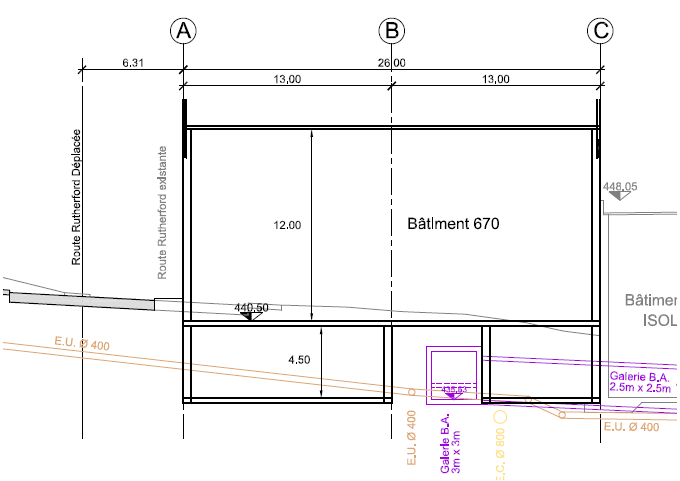 A B C
6.31 26.00
13,00 13,00
Route Rutherford Déplacée
Route Rutherford existante
448.05
12.00
Bâtiment 670
440.50
Bâtimen
ISOL
E.U. Ø 400
4.50
Galerie B.A.
2.5m x 2.5m
E.U. Ø 400
E.U. Ø 400
Galerie B.A.
3m x 3m
E.C. Ø 800